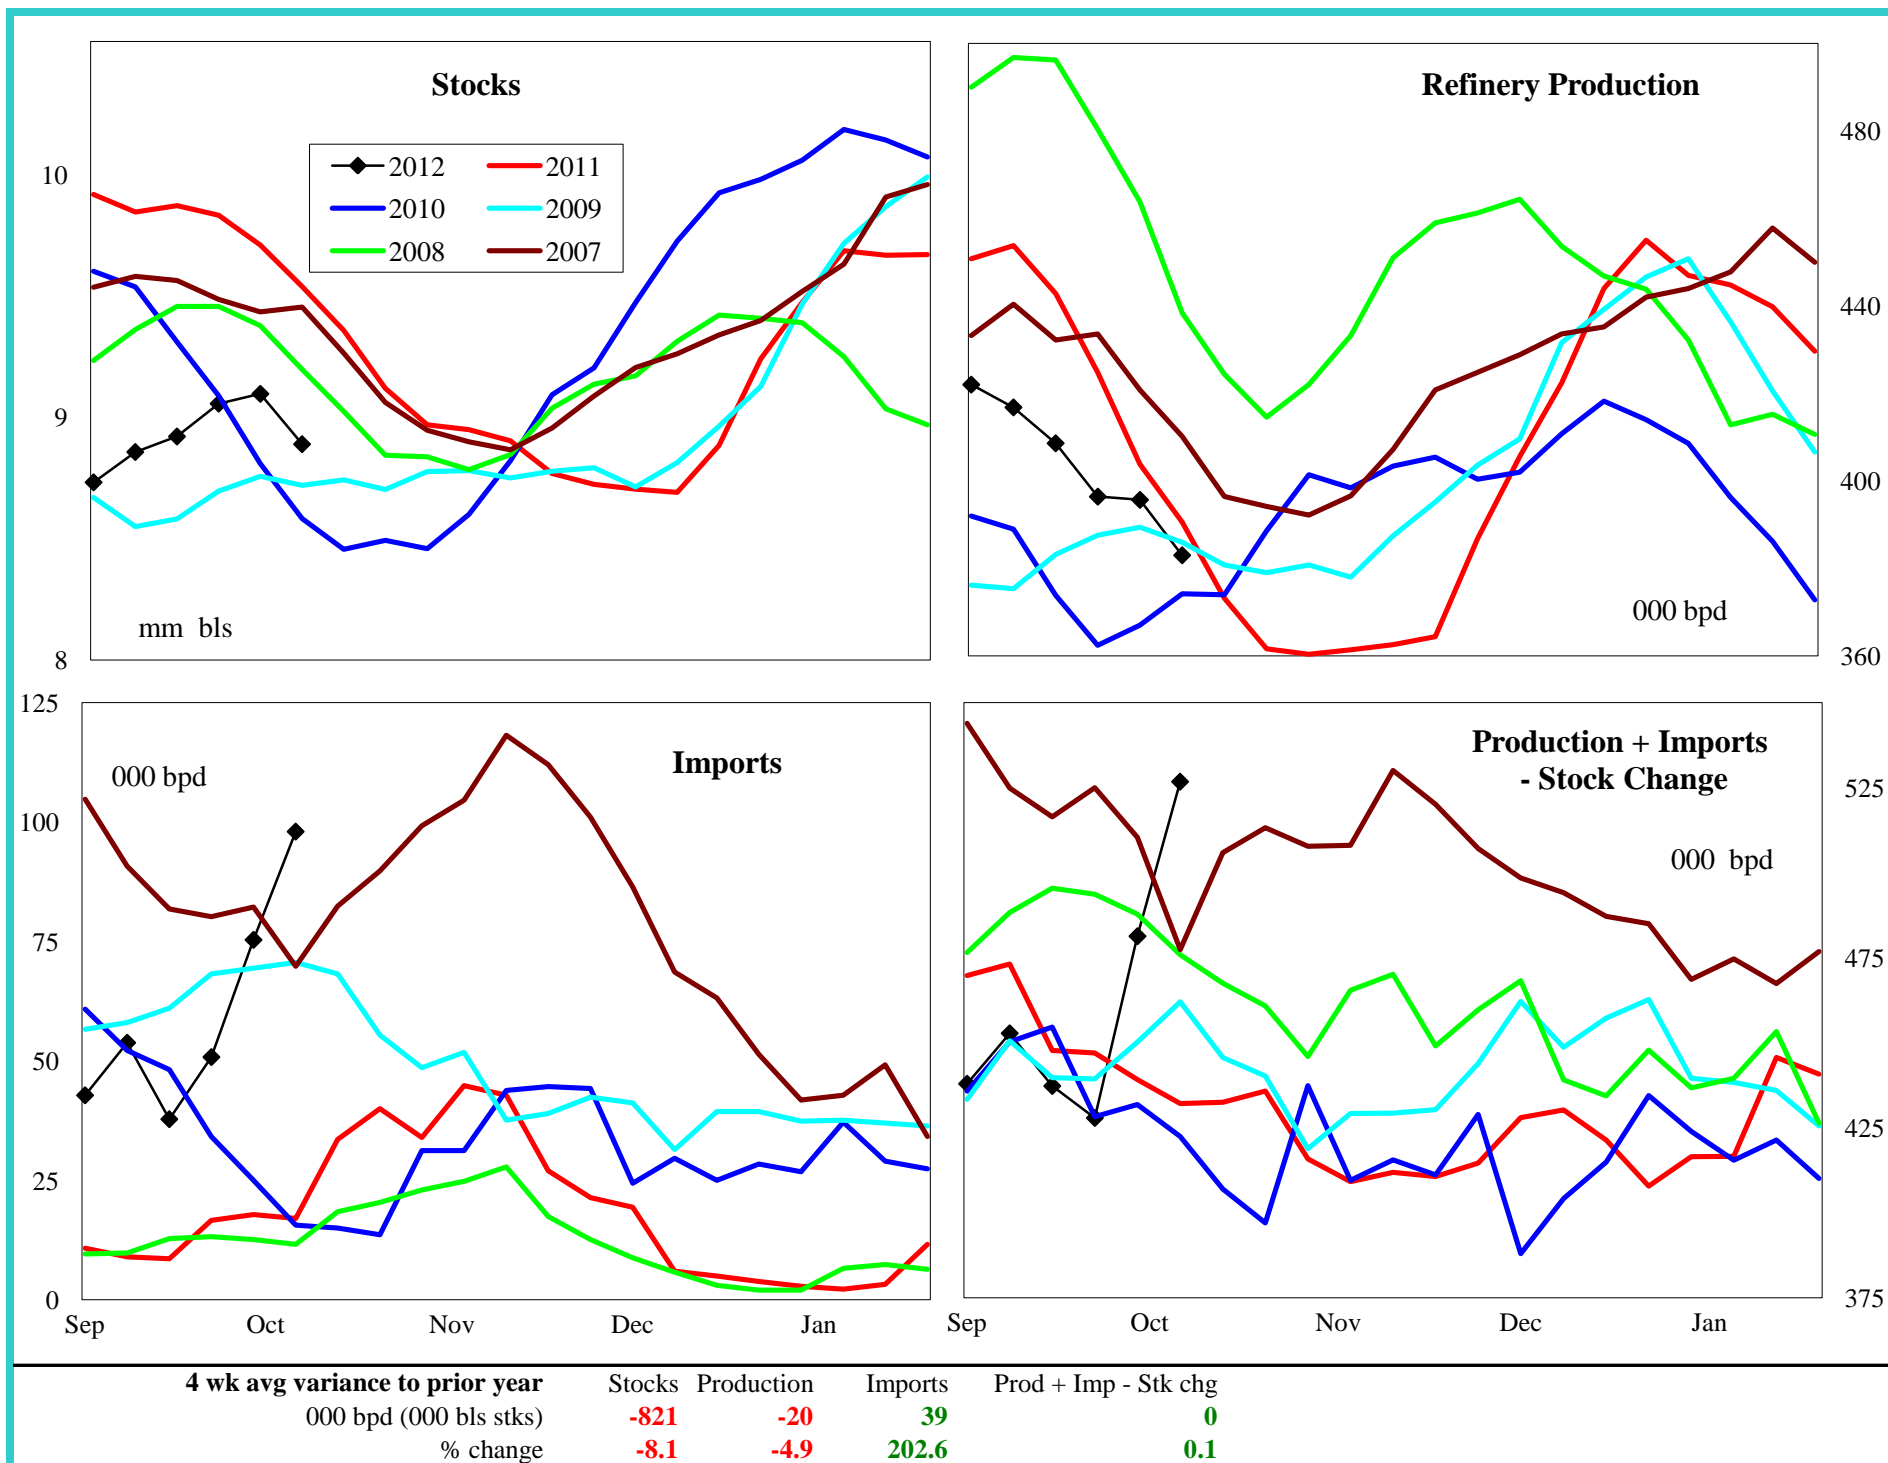 Stocks
2012 2011
2010 2009
2008 2007
10
9
8
mm bls
Refinery Production
480
440
400
360
000 bpd
125
100
75
50
25
0
000 bpd
Imports
Sep Oct Nov Dec Jan
Production + Imports
- Stock Change
000 bpd
525
475
425
375
Sep Oct Nov Dec Jan
4 wk avg variance to prior year Stocks Production Imports Prod + Imp - Stk chg
000 bpd (000 bls stks) -821 -20 39 0
% change -8.1 -4.9 202.6 0.1